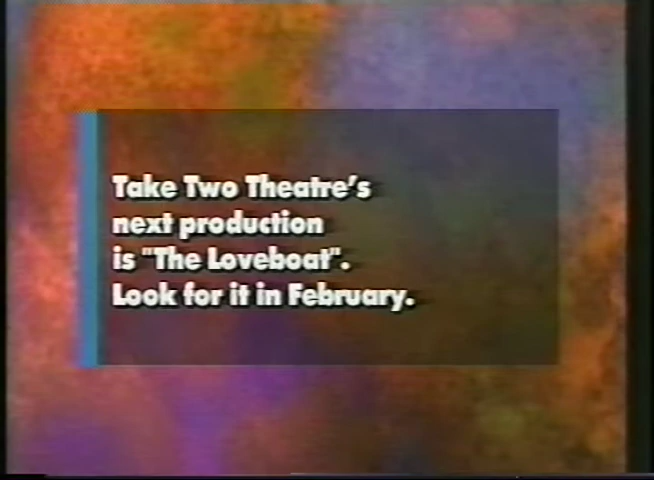 Take Two Theatre's
next production
is "The Loveboat".
Look for it in February.